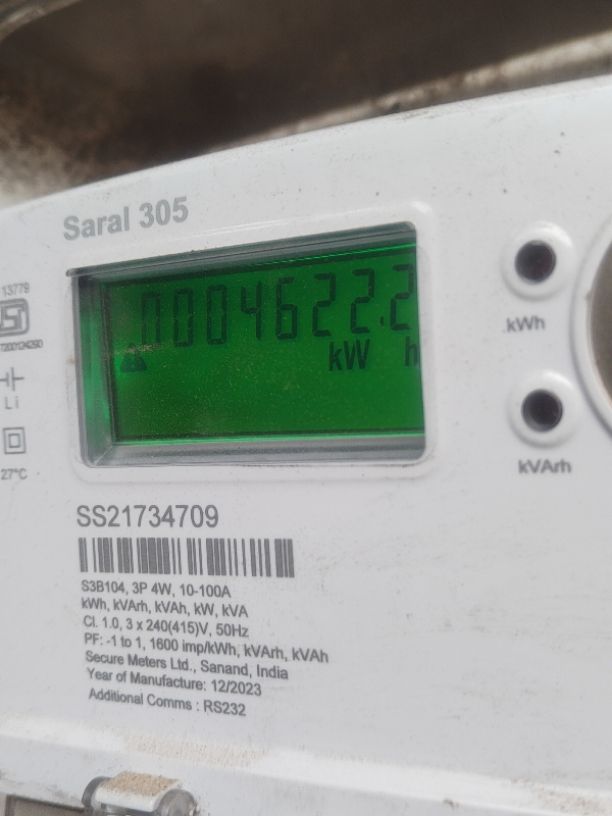 Saral 305
13779
0004622.2
kW h
kWh
Li
kVArh
27°C
SS21734709
S3B104, 3P 4W, 10-100A
kWh, kVArh, kVAh, kW, kVA
Cl. 1.0, 3 x 240(415)V, 50Hz
PF: -1 to 1, 1600 imp/kWh, kVArh, kVAh
Secure Meters Ltd., Sanand, India
Year of Manufacture: 12/2023
Additional Comms : RS232